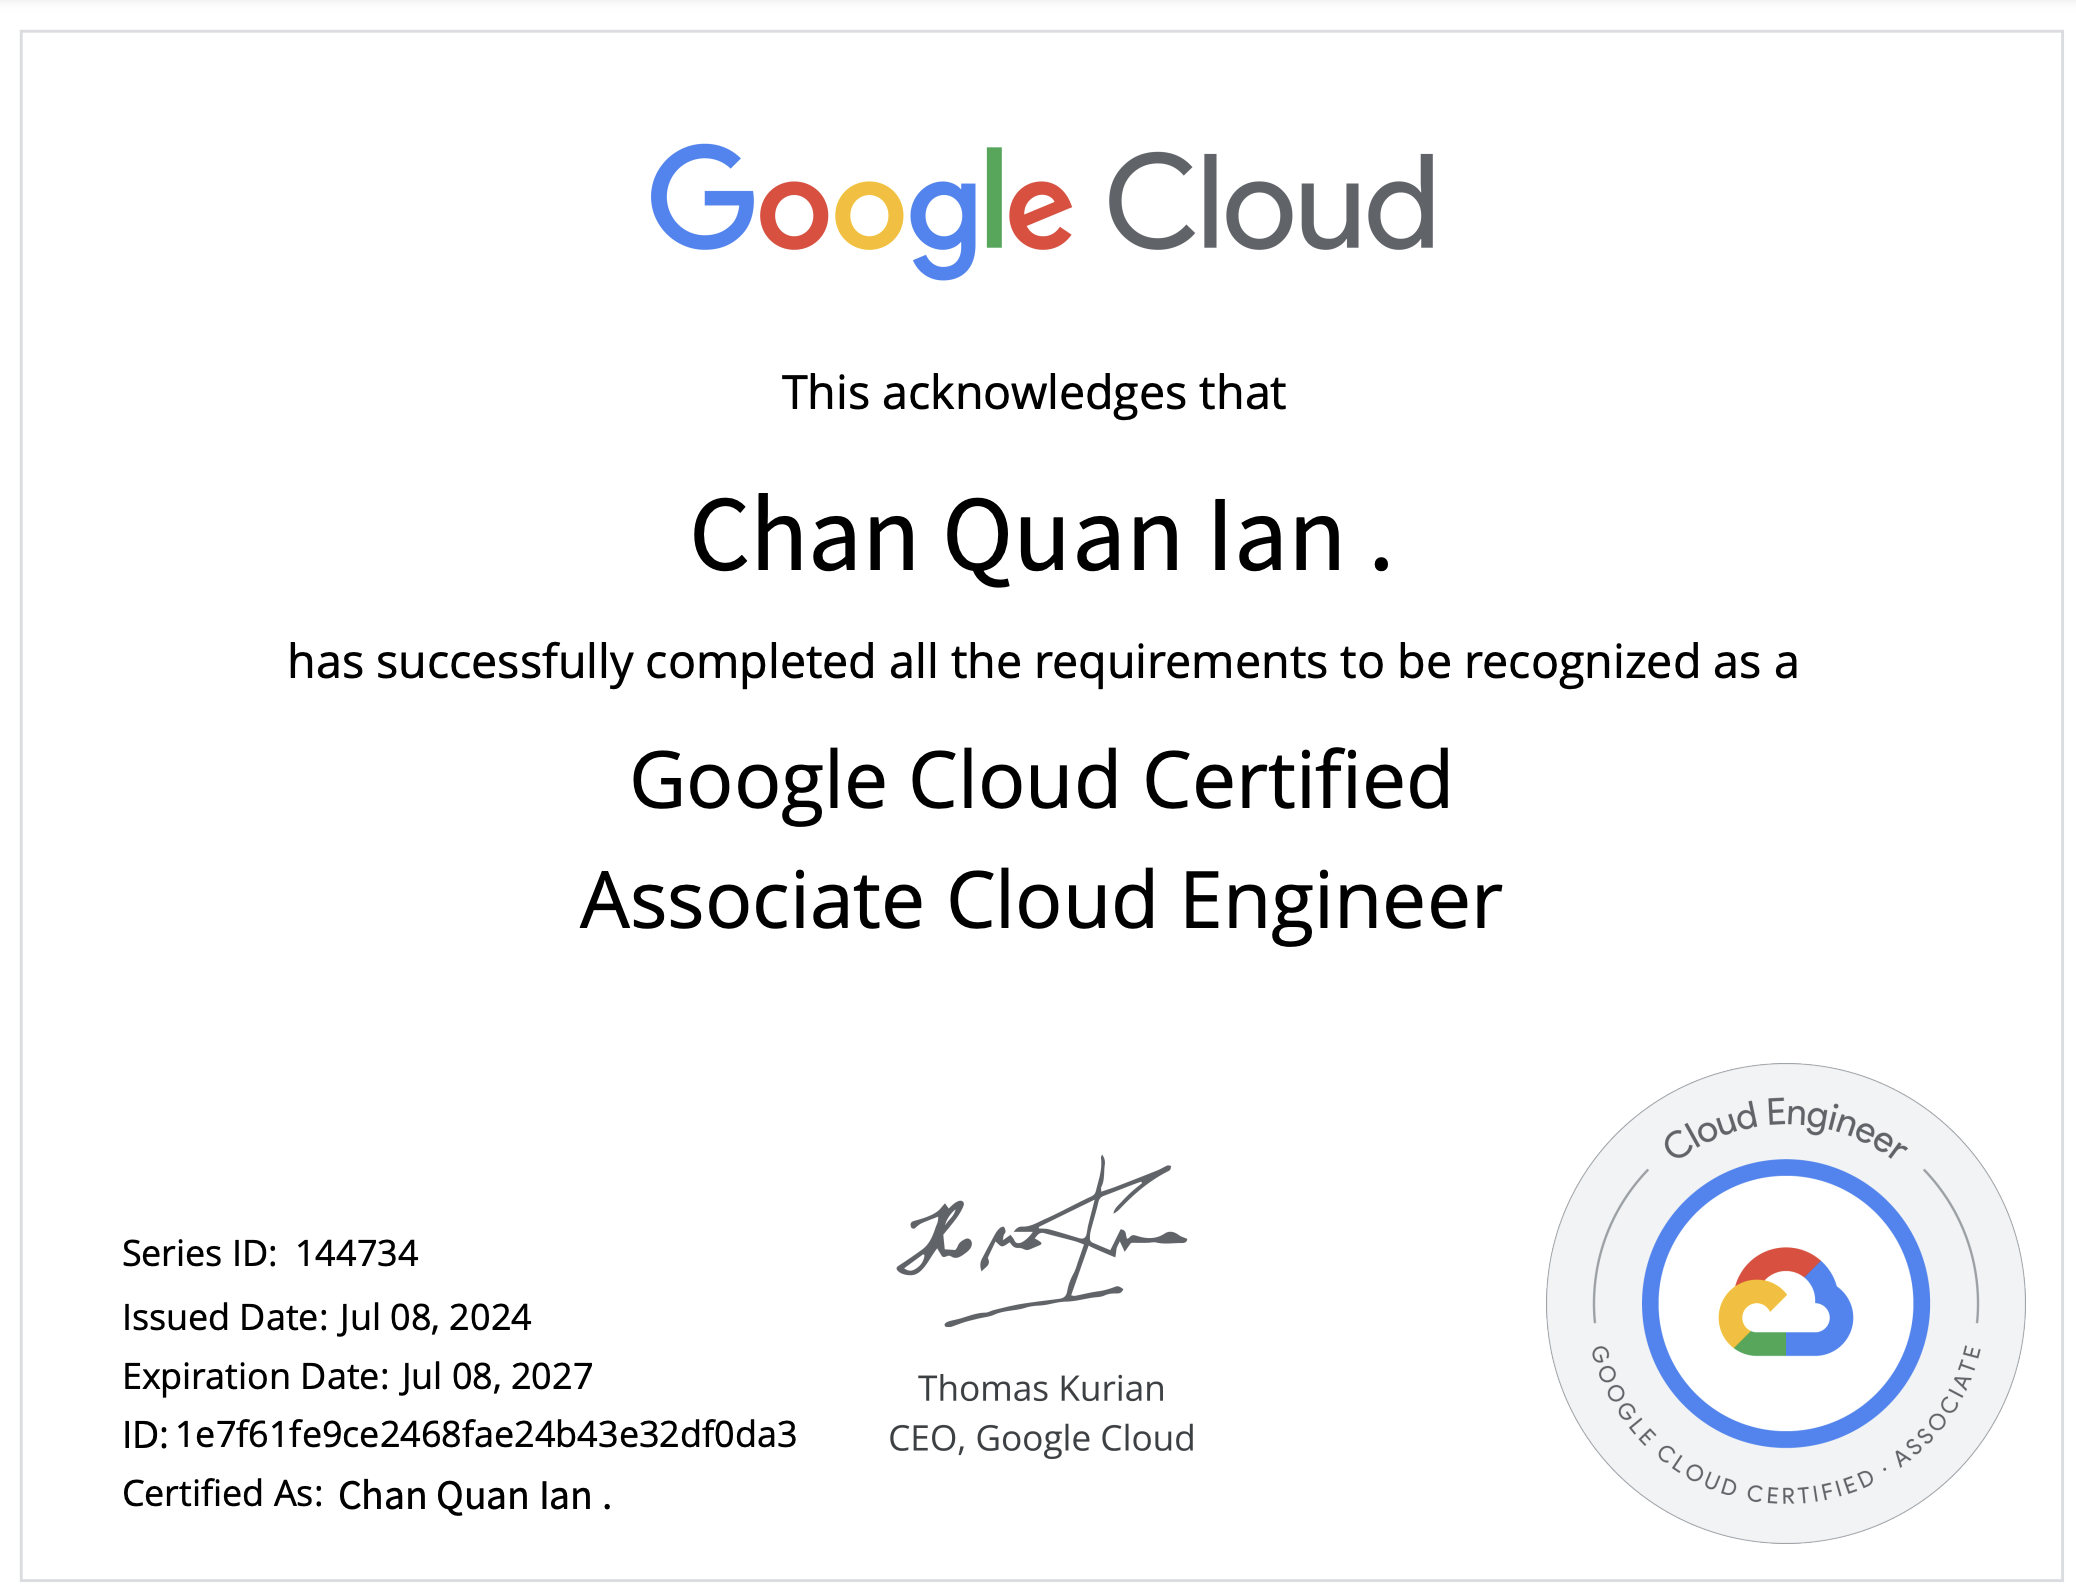 Google Cloud
This acknowledges that
Chan Quan Ian .
has successfully completed all the requirements to be recognized as a
Google Cloud Certified
Associate Cloud Engineer
Series ID: 144734
Issued Date: Jul 08, 2024
Expiration Date: Jul 08, 2027
ID: 1e7f61fe9ce2468fae24b43e32df0da3
Certified As: Chan Quan Ian .
Thomas Kurian
CEO, Google Cloud
Cloud Engineer
GOOGLE CLOUD CERTIFIED · ASSOCIATE